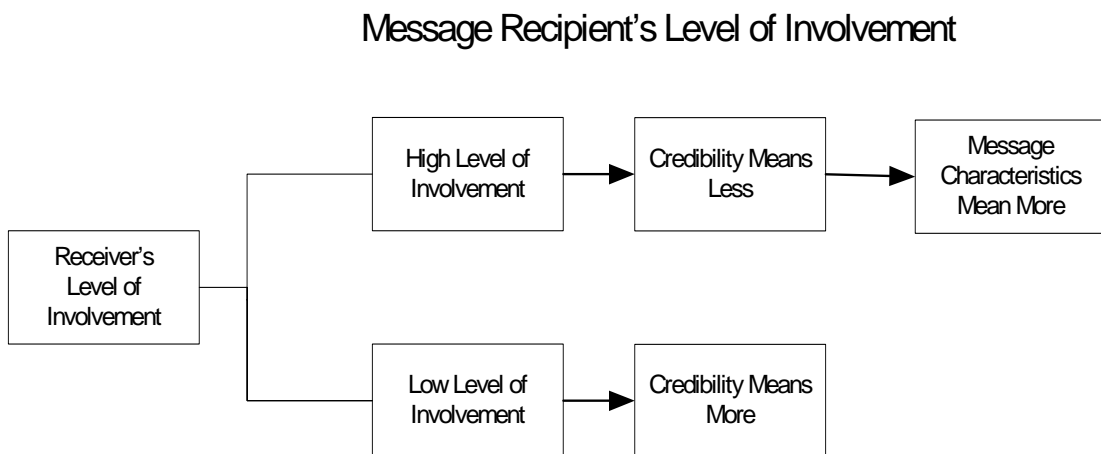 Message Recipient’s Level of Involvement
High Level of
Involvement
Credibility Means
Less
Message
Characteristics
Mean More
Receiver’s
Level of
Involvement
Low Level of
Involvement
Credibility Means
More